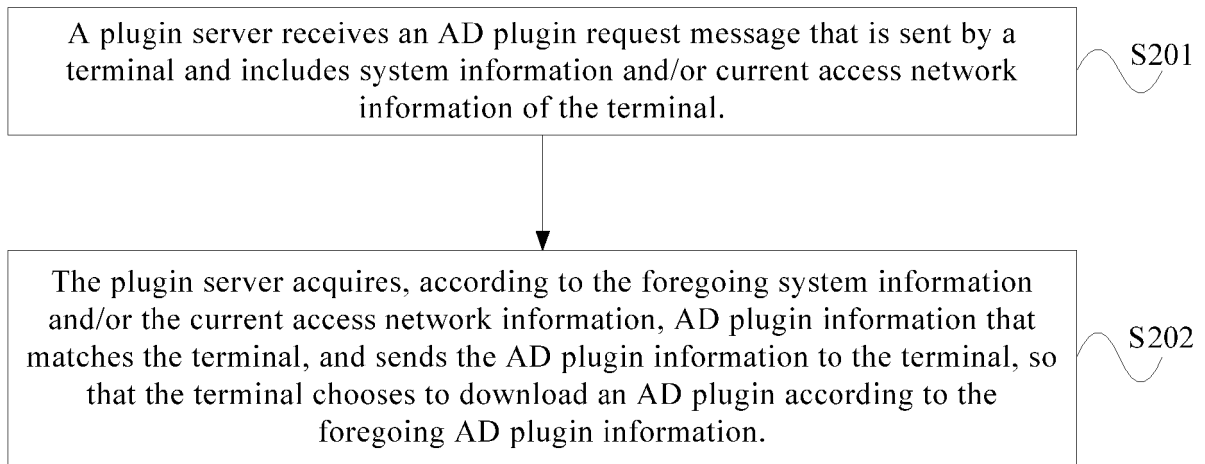 A plugin server receives an AD plugin request message that is sent by a
terminal and includes system information and/or current access network
information of the terminal.
S201
The plugin server acquires, according to the foregoing system information
and/or the current access network information, AD plugin information that
matches the terminal, and sends the AD plugin information to the terminal, so
that the terminal chooses to download an AD plugin according to the
foregoing AD plugin information.
S202